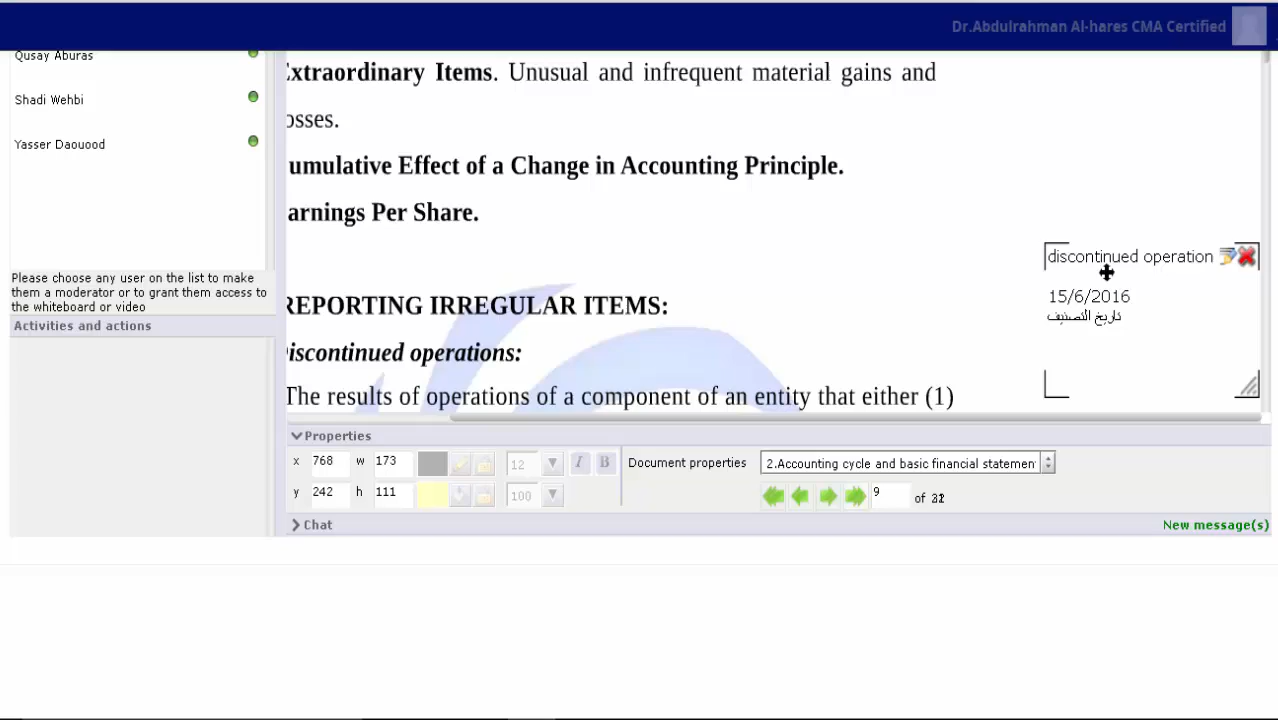 Dr.Abdulrahman Al-hares CMA Certified
Qusay Aburas
Shadi Wehbi
Yasser Daouood
Please choose any user on the list to make
them a moderator or to grant them access to
the whiteboard or video
Activities and actions
Extraordinary Items. Unusual and infrequent material gains and
osses.
umulative Effect of a Change in Accounting Principle.
arnings Per Share.
REPORTING IRREGULAR ITEMS:
Discontinued operations:
The results of operations of a component of an entity that either (1)
discontinued operation
15/6/2016
تاريخ التصنيف
Properties
x 768 w 173 12 I B Document properties 2.Accounting cycle and basic financial statemen
y 242 h 111 100 9 of
Chat New message(s)